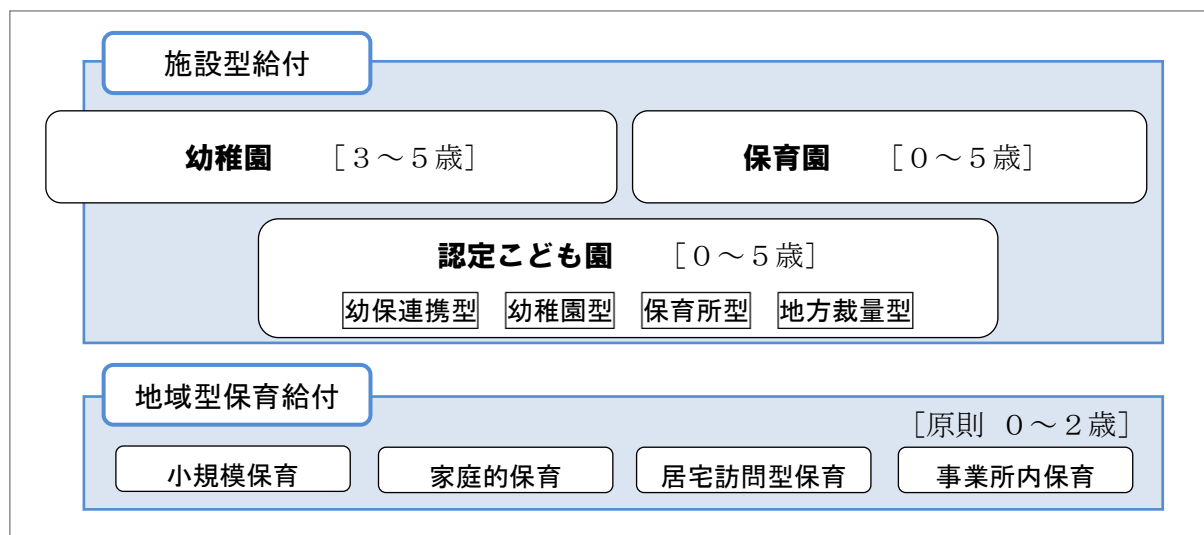 施設型給付
幼稚園 ［３～５歳］ 保育園 ［０～５歳］
認定こども園 ［０～５歳］
幼保連携型 幼稚園型 保育所型 地方裁量型
地域型保育給付
［原則 ０～２歳］
小規模保育 家庭的保育 居宅訪問型保育 事業所内保育